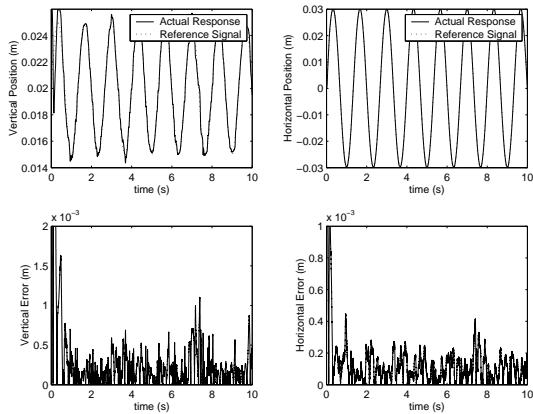 0.024
0.022
0.02
0.018
0.016
0.014
Vertical Position (m)
Actual Response
Reference Signal
0 2 4 6 8 10
time (s)
0.03
0.02
0.01
0
−0.01
−0.02
−0.03
Horizontal Position (m)
Actual Response
Reference Signal
0 2 4 6 8 10
time (s)
x 10⁻³
2
1.5
1
0.5
0
Vertical Error (m)
0 2 4 6 8 10
time (s)
x 10⁻³
1
0.8
0.6
0.4
0.2
0
Horizontal Error (m)
0 2 4 6 8 10
time (s)